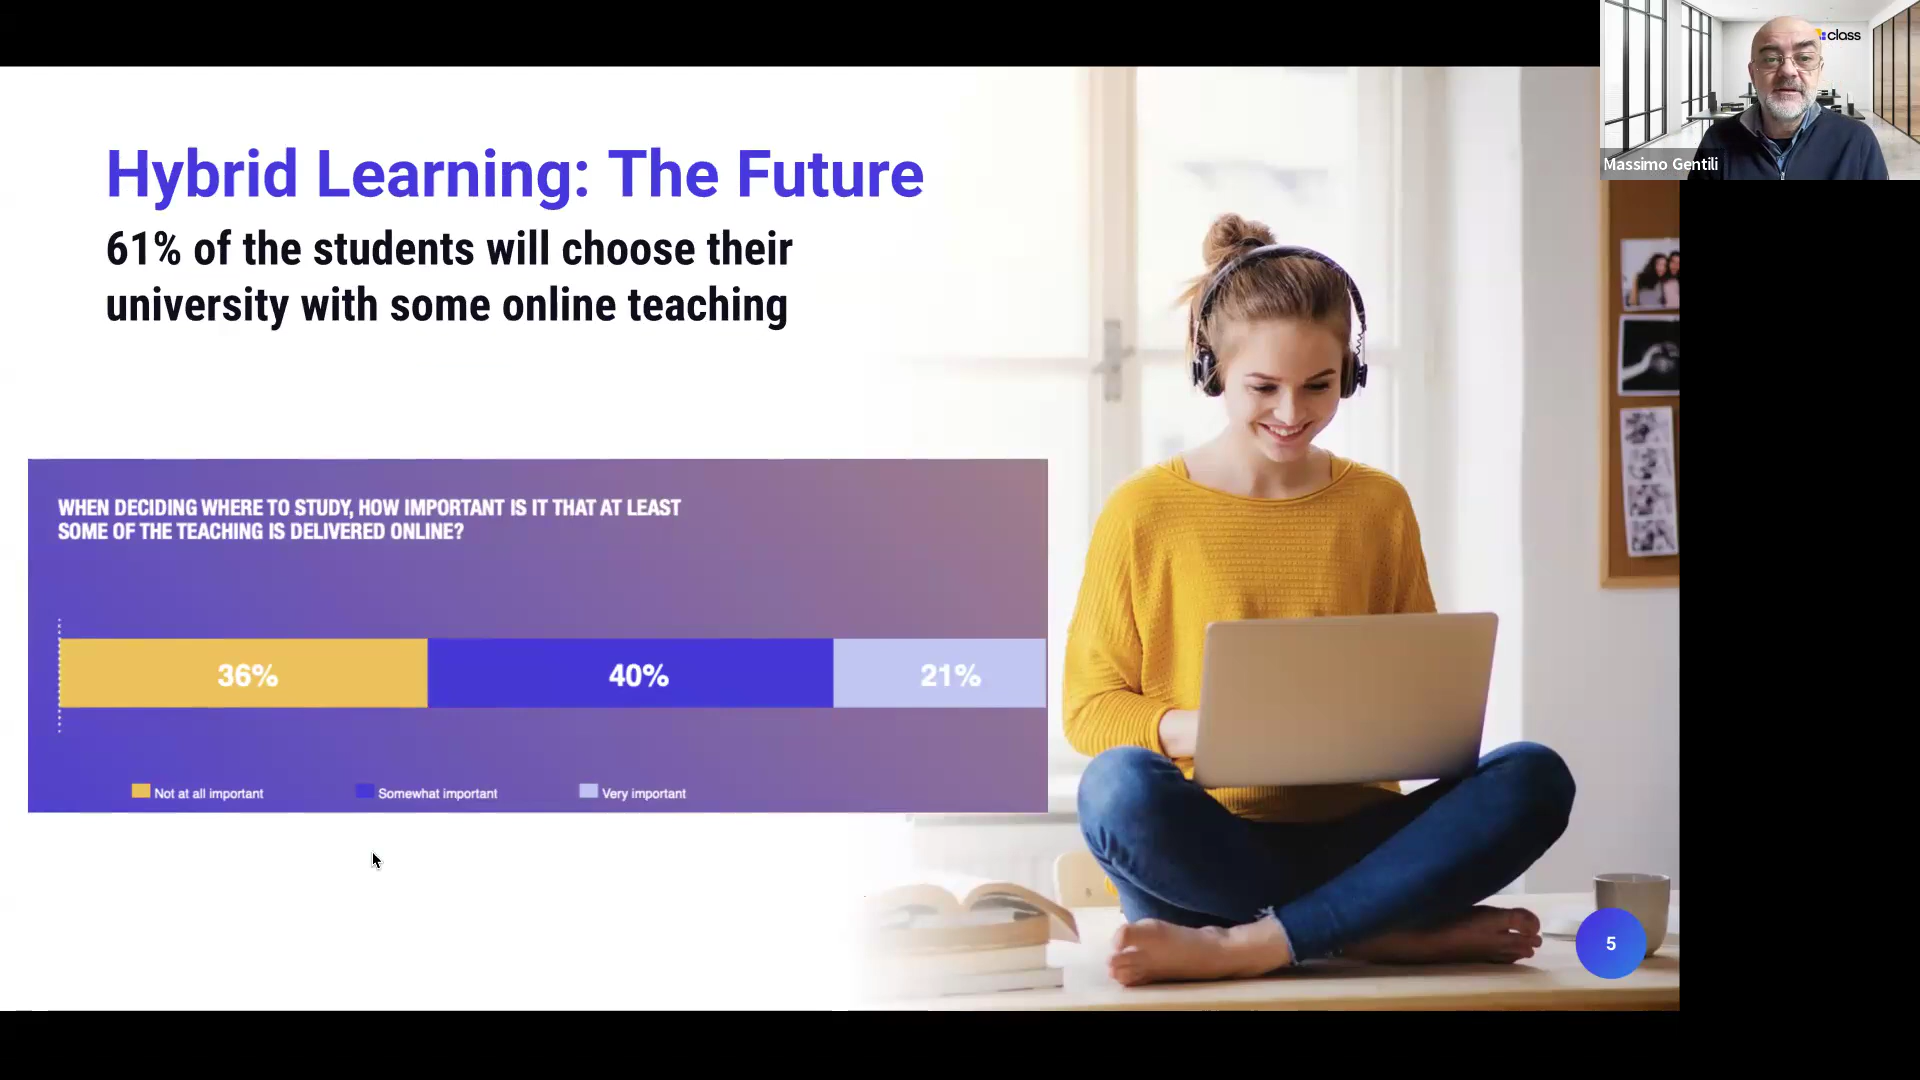 class
Massimo Gentili
Hybrid Learning: The Future
61% of the students will choose their
university with some online teaching
WHEN DECIDING WHERE TO STUDY, HOW IMPORTANT IS IT THAT AT LEAST
SOME OF THE TEACHING IS DELIVERED ONLINE?
36%
40%
21%
Not at all important
Somewhat important
Very important
5